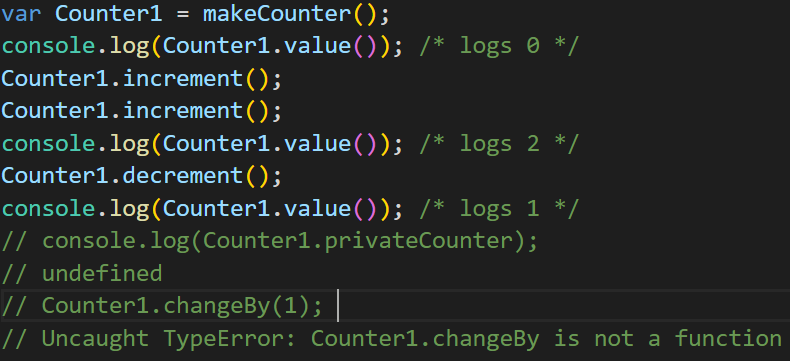 var Counter1 = makeCounter();
console.log(Counter1.value()); /* logs 0 */
Counter1.increment();
Counter1.increment();
console.log(Counter1.value()); /* logs 2 */
Counter1.decrement();
console.log(Counter1.value()); /* logs 1 */
// console.log(Counter1.privateCounter);
// undefined
// Counter1.changeBy(1);
// Uncaught TypeError: Counter1.changeBy is not a function